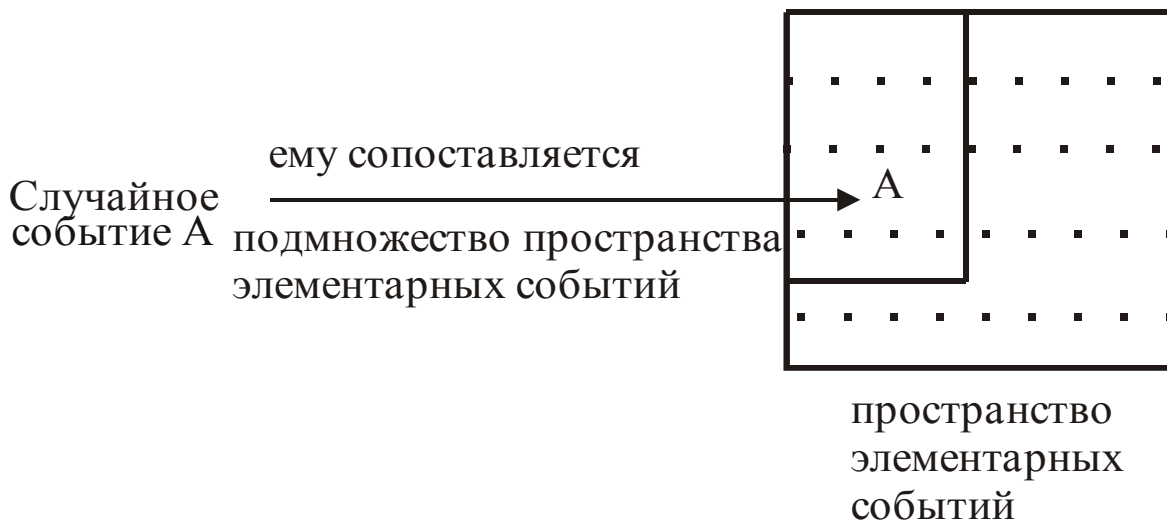 ему сопоставляется
Случайное
событие А
подмножество пространства
элементарных событий
А
пространство
элементарных
событий